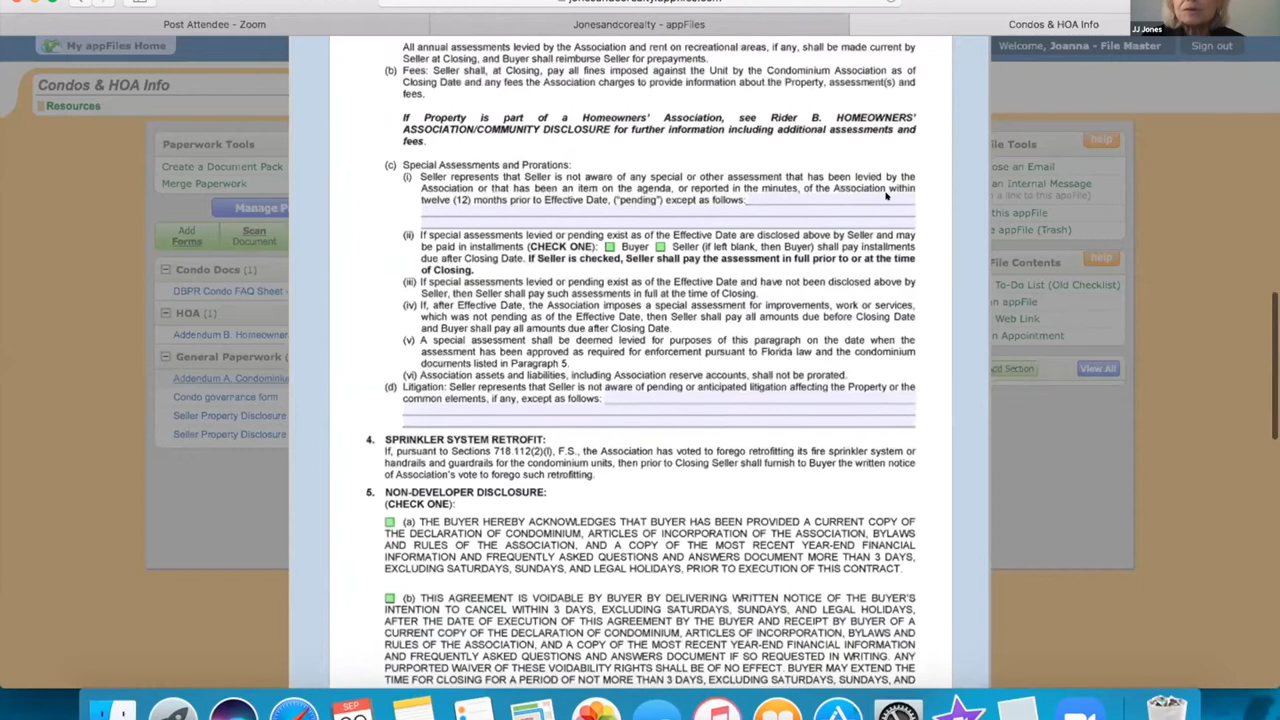 Post Attendee - Zoom
Jonesandcorealty - appFiles
Condos & HOA Info
JJ Jones
My appFiles Home
Welcome, Joanna - File Master
Sign out
Condos & HOA Info
Resources
Paperwork Tools
Create a Document Pack
Merge Paperwork
Manage P
Add
Forms
Scan
Document
Condo Docs (1)
DBPR Condo FAQ Sheet -
HOA (1)
Addendum B. Homeowner
General Paperwork (
Addendum A. Condominiu
Condo governance form
Seller Property Disclosure
Seller Property Disclosure
All annual assessments levied by the Association and rent on recreational areas, if any, shall be made current by
Seller at Closing, and Buyer shall reimburse Seller for prepayments.
(b) Fees: Seller shall, at Closing, pay all fines imposed against the Unit by the Condominium Association as of
Closing Date and any fees the Association charges to provide information about the Property, assessment(s) and
fees.
If Property is part of a Homeowners' Association, see Rider B. HOMEOWNERS'
ASSOCIATION/COMMUNITY DISCLOSURE for further information including additional assessments and
fees.
(c) Special Assessments and Prorations:
(i) Seller represents that Seller is not aware of any special or other assessment that has been levied by the
Association or that has been an item on the agenda, or reported in the minutes, of the Association within
twelve (12) months prior to Effective Date, ("pending") except as follows:
(ii) If special assessments levied or pending exist as of the Effective Date are disclosed above by Seller and may
be paid in installments (CHECK ONE): Buyer Seller (if left blank, then Buyer) shall pay installments
due after Closing Date. If Seller is checked, Seller shall pay the assessment in full prior to or at the time
of Closing.
(iii) If special assessments levied or pending exist as of the Effective Date and have not been disclosed above by
Seller, then Seller shall pay such assessments in full at the time of Closing.
(iv) If, after Effective Date, the Association imposes a special assessment for improvements, work or services,
which was not pending as of the Effective Date, then Seller shall pay all amounts due before Closing Date
and Buyer shall pay all amounts due after Closing Date.
(v) A special assessment shall be deemed levied for purposes of this paragraph on the date when the
assessment has been approved as required for enforcement pursuant to Florida law and the condominium
documents listed in Paragraph 5.
(vi) Association assets and liabilities, including Association reserve accounts, shall not be prorated.
(d) Litigation: Seller represents that Seller is not aware of pending or anticipated litigation affecting the Property or the
common elements, if any, except as follows:
4. SPRINKLER SYSTEM RETROFIT:
If, pursuant to Sections 718.112(2)(l), F.S., the Association has voted to forego retrofitting its fire sprinkler system or
handrails and guardrails for the condominium units, then prior to Closing Seller shall furnish to Buyer the written notice
of Association's vote to forego such retrofitting.
5. NON-DEVELOPER DISCLOSURE:
(CHECK ONE):
(a) THE BUYER HEREBY ACKNOWLEDGES THAT BUYER HAS BEEN PROVIDED A CURRENT COPY OF
THE DECLARATION OF CONDOMINIUM, ARTICLES OF INCORPORATION OF THE ASSOCIATION, BYLAWS
AND RULES OF THE ASSOCIATION, AND A COPY OF THE MOST RECENT YEAR-END FINANCIAL
INFORMATION AND FREQUENTLY ASKED QUESTIONS AND ANSWERS DOCUMENT MORE THAN 3 DAYS,
EXCLUDING SATURDAYS, SUNDAYS, AND LEGAL HOLIDAYS, PRIOR TO EXECUTION OF THIS CONTRACT.
(b) THIS AGREEMENT IS VOIDABLE BY BUYER BY DELIVERING WRITTEN NOTICE OF THE BUYER'S
INTENTION TO CANCEL WITHIN 3 DAYS, EXCLUDING SATURDAYS, SUNDAYS, AND LEGAL HOLIDAYS,
AFTER THE DATE OF EXECUTION OF THIS AGREEMENT BY THE BUYER AND RECEIPT BY BUYER OF A
CURRENT COPY OF THE DECLARATION OF CONDOMINIUM, ARTICLES OF INCORPORATION, BYLAWS AND
RULES OF THE ASSOCIATION, AND A COPY OF THE MOST RECENT YEAR-END FINANCIAL INFORMATION
AND FREQUENTLY ASKED QUESTIONS AND ANSWERS DOCUMENT IF SO REQUESTED IN WRITING. ANY
PURPORTED WAIVER OF THESE VOIDABILITY RIGHTS SHALL BE OF NO EFFECT. BUYER MAY EXTEND THE
TIME FOR CLOSING FOR A PERIOD OF NOT MORE THAN 3 DAYS, EXCLUDING SATURDAYS, SUNDAYS, AND
ile Tools
help
ose an Email
an Internal Message
a link to this apoFile)
this apoFile
re apoFile (Trash)
File Contents
help
To-Do List (Old Checklist)
n appFile
Web Link
n Appointment
dd Section
View All
SEP